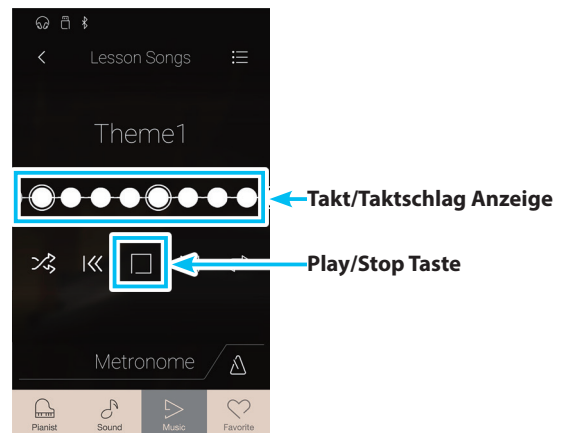 Lesson Songs
Theme1
Takt/Taktschlag Anzeige
Play/Stop Taste
Metronome
Pianist Sound Music Favorite